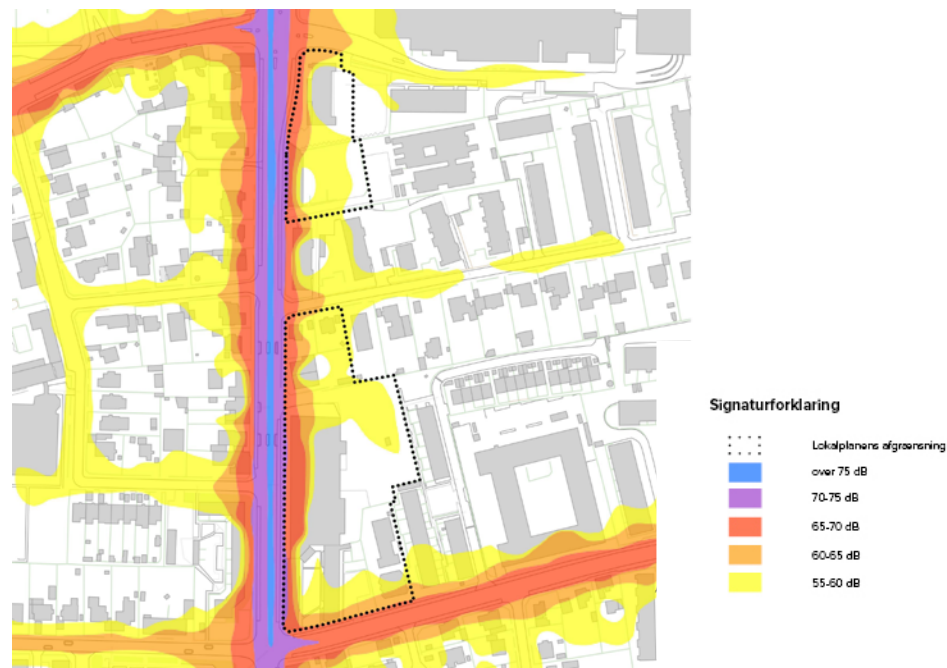 Signaturforklaring
Lokalplanens afgrænsning
over 75 dB
70-75 dB
65-70 dB
60-65 dB
55-60 dB